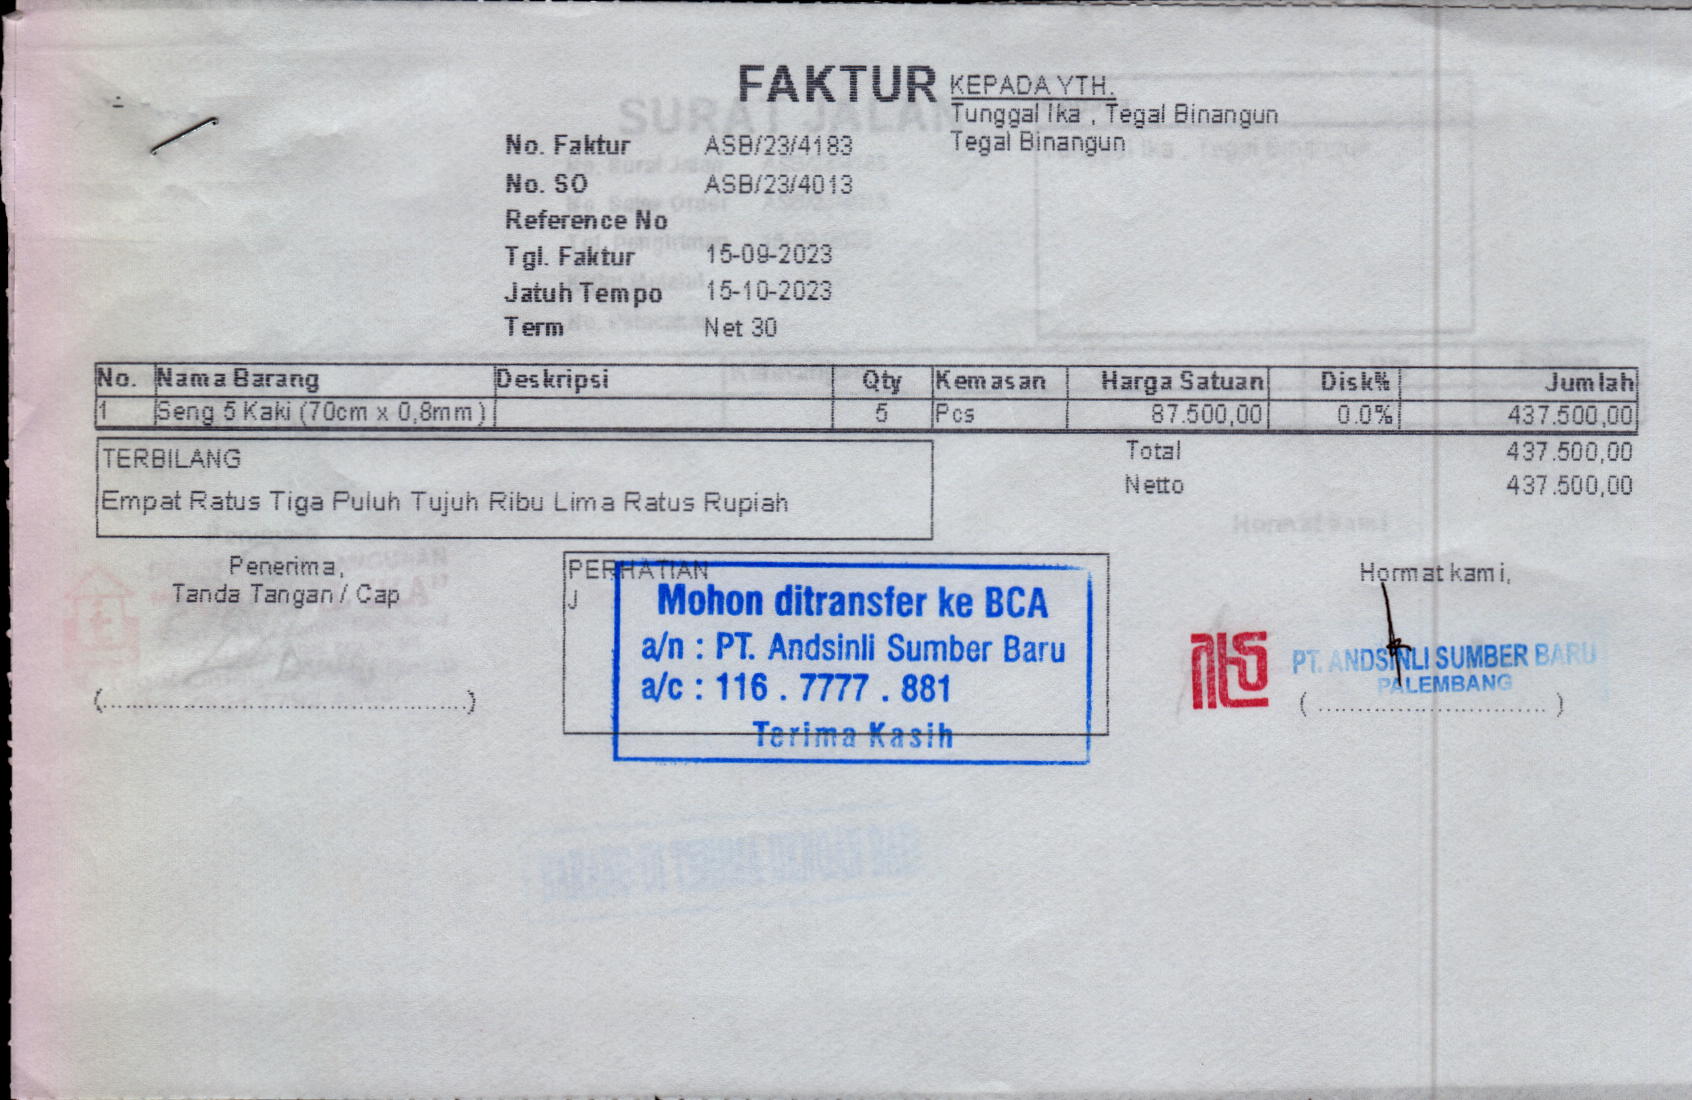 FAKTUR
KEPADA YTH.
Tunggal Ika , Tegal Binangun
Tegal Binangun
No. Faktur ASB/23/4183
No. SO ASB/23/4013
Reference No
Tgl. Faktur 15-09-2023
Jatuh Tempo 15-10-2023
Term Net 30
No. Nama Barang Deskripsi Qty Kemasan Harga Satuan Disk% Jumlah
1 Seng 5 Kaki (70cm x 0,8mm) 5 Pcs 87.500,00 0.0% 437.500,00
Total 437.500,00
Netto 437.500,00
TERBILANG
Empat Ratus Tiga Puluh Tujuh Ribu Lima Ratus Rupiah
Penerima,
Tanda Tangan / Cap
(..........................................)
PERHATIAN
J
Mohon ditransfer ke BCA
a/n : PT. Andsinli Sumber Baru
a/c : 116 . 7777 . 881
Terima Kasih
Hormat kami,
PT. ANDSINLI SUMBER BARU
PALEMBANG
( ............................ )
SURAT JALAN
Hormat kami